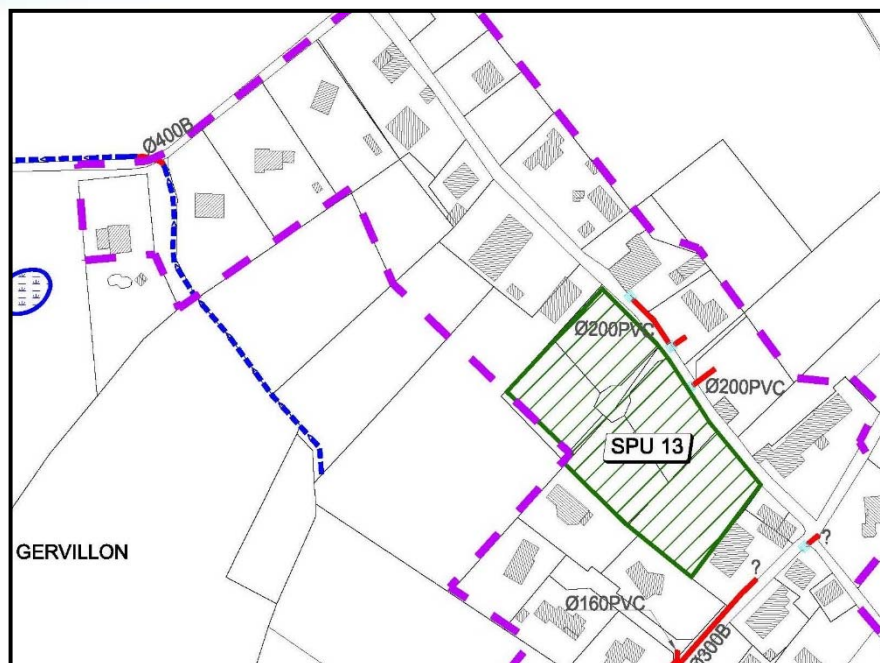 Ø400B
Ø200PVC
Ø200PVC
SPU 13
?
GERVILLON
?
Ø160PVC
Ø300B